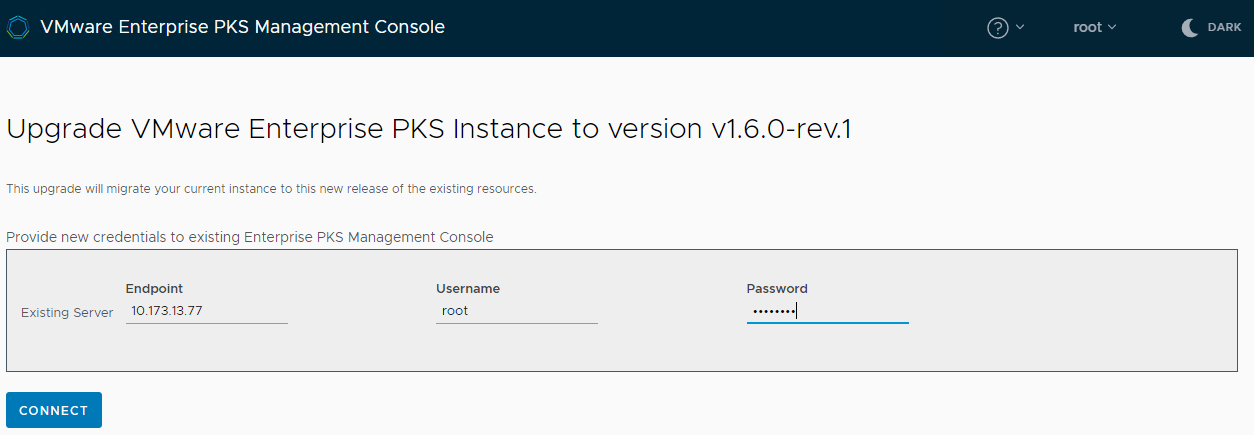 VMware Enterprise PKS Management Console
? root DARK
Upgrade VMware Enterprise PKS Instance to version v1.6.0-rev.1
This upgrade will migrate your current instance to this new release of the existing resources.
Provide new credentials to existing Enterprise PKS Management Console
Endpoint Username Password
Existing Server 10.173.13.77 root ••••••••
CONNECT